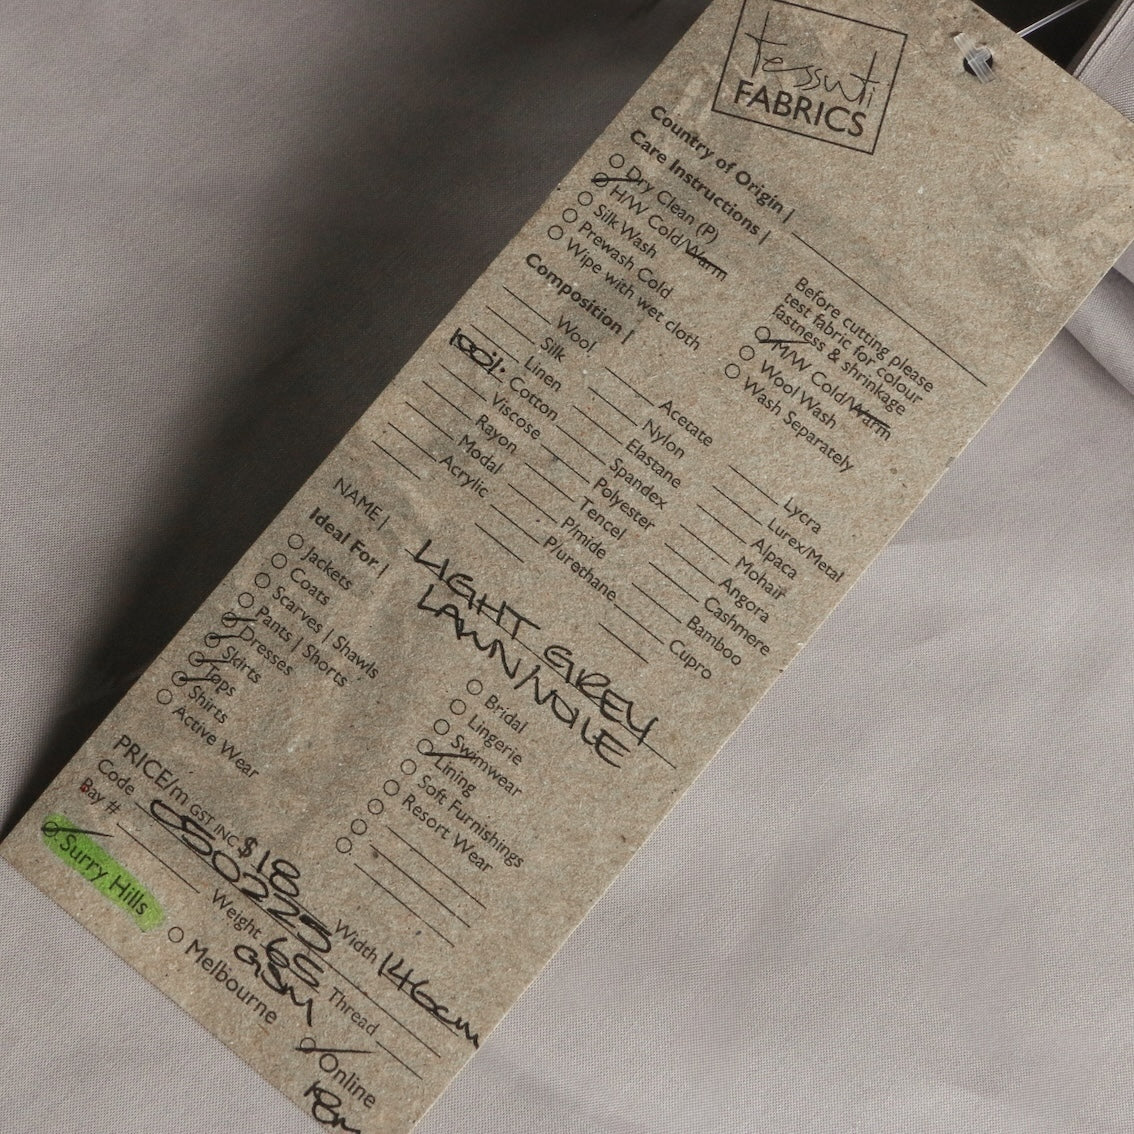 tessuti
FABRICS
Country of Origin |
Care Instructions |
Dry Clean (P)
H/W Cold/Warm
Silk Wash
Prewash Cold
Wipe with wet cloth
Before cutting please
test fabric for colour
fastness & shrinkage
M/W Cold/Warm
Wool Wash
Wash Separately
Composition |
Wool
Silk
Linen
100% Cotton
Viscose
Rayon
Modal
Acrylic
Acetate
Nylon
Elastane
Spandex
Polyester
Tencel
P/mide
P/urethane
Lycra
Lurex/Metal
Alpaca
Mohair
Angora
Cashmere
Bamboo
Cupro
NAME | LIGHT GREY
LAWN/VOILE
Ideal For |
Jackets
Coats
Scarves | Shawls
Pants | Shorts
Dresses
Skirts
Tops
Shirts
Active Wear
Bridal
Lingerie
Swimwear
Lining
Soft Furnishings
Resort Wear
PRICE/m GST INC $18 Width 146cm
Code 050225
Bay # Weight 65 GSM Thread
Surry Hills
Melbourne
Online
18m